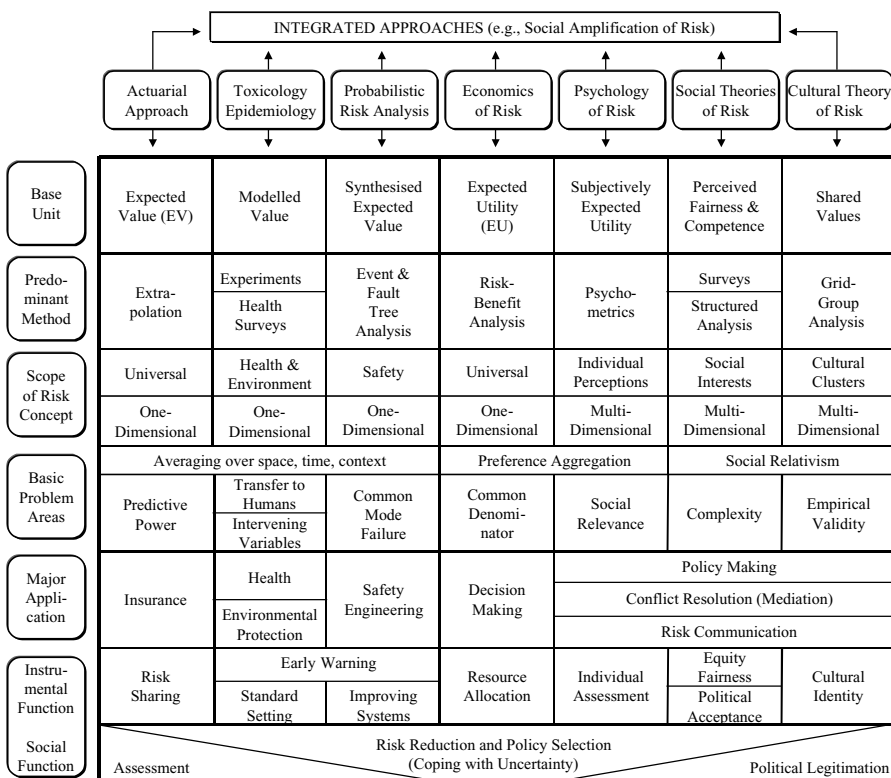 INTEGRATED APPROACHES (e.g., Social Amplification of Risk)
Actuarial
Approach
Toxicology
Epidemiology
Probabilistic
Risk Analysis
Economics
of Risk
Psychology
of Risk
Social Theories
of Risk
Cultural Theory
of Risk
Base
Unit
Expected
Value (EV)
Modelled
Value
Synthesised
Expected
Value
Expected
Utility
(EU)
Subjectively
Expected
Utility
Perceived
Fairness &
Competence
Shared
Values
Predo-
minant
Method
Extra-
polation
Experiments
Health
Surveys
Event &
Fault
Tree
Analysis
Risk-
Benefit
Analysis
Psycho-
metrics
Surveys
Structured
Analysis
Grid-
Group
Analysis
Scope
of Risk
Concept
Universal
Health &
Environment
Safety
Universal
Individual
Perceptions
Social
Interests
Cultural
Clusters
One-
Dimensional
One-
Dimensional
One-
Dimensional
One-
Dimensional
Multi-
Dimensional
Multi-
Dimensional
Multi-
Dimensional
Basic
Problem
Areas
Averaging over space, time, context
Preference Aggregation
Social Relativism
Predictive
Power
Transfer to
Humans
Intervening
Variables
Common
Mode
Failure
Common
Denomi-
nator
Social
Relevance
Complexity
Empirical
Validity
Major
Appli-
cation
Insurance
Health
Environmental
Protection
Safety
Engineering
Decision
Making
Policy Making
Conflict Resolution (Mediation)
Risk Communication
Instru-
mental
Function
Social
Function
Risk
Sharing
Early Warning
Standard
Setting
Improving
Systems
Resource
Allocation
Individual
Assessment
Equity
Fairness
Political
Acceptance
Cultural
Identity
Risk Reduction and Policy Selection
(Coping with Uncertainty)
Assessment
Political Legitimation